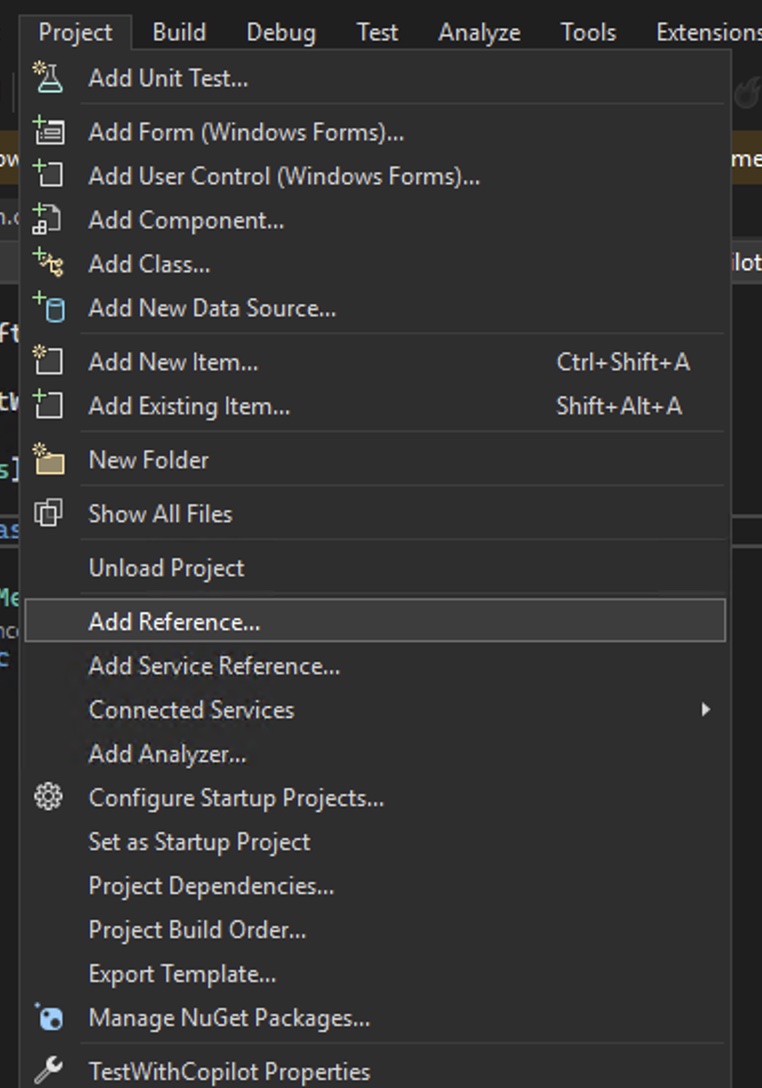 Project Build Debug Test Analyze Tools Extensions
Add Unit Test...
Add Form (Windows Forms)...
Add User Control (Windows Forms)...
Add Component...
Add Class...
Add New Data Source...
Add New Item... Ctrl+Shift+A
Add Existing Item... Shift+Alt+A
New Folder
Show All Files
Unload Project
Add Reference...
Add Service Reference...
Connected Services
Add Analyzer...
Configure Startup Projects...
Set as Startup Project
Project Dependencies...
Project Build Order...
Export Template...
Manage NuGet Packages...
TestWithCopilot Properties